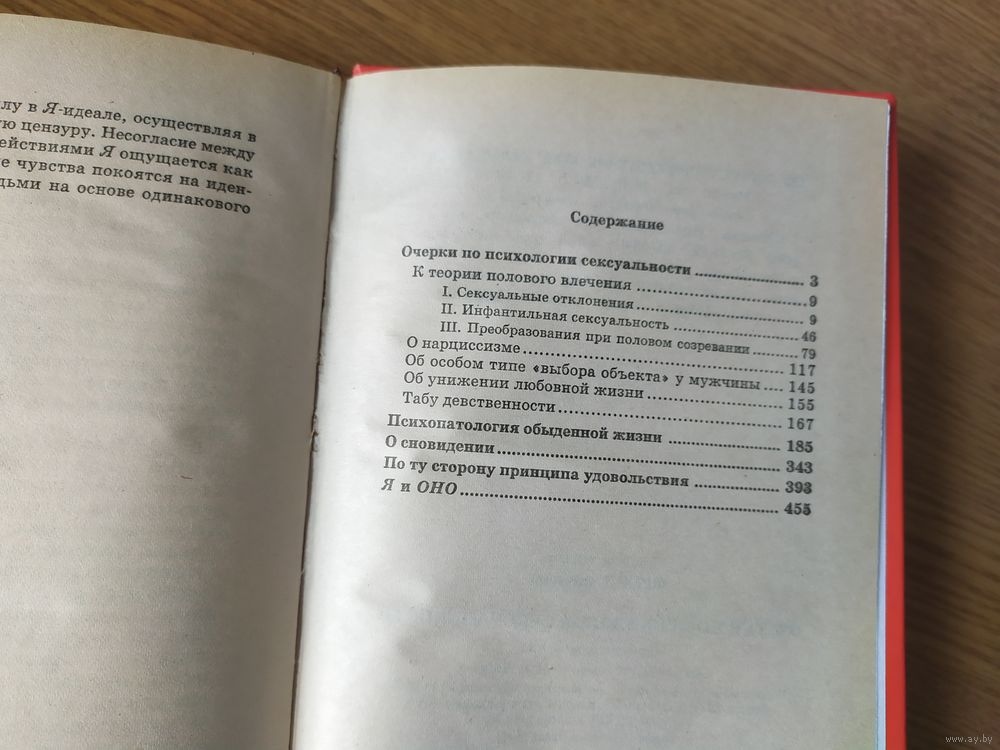 лу в Я-идеале, осуществляя в
ую цензуру. Несогласие между
ействиями Я ощущается как
е чувства покоятся на иден-
дьми на основе одинакового
Содержание
Очерки по психологии сексуальности ........................ 3
К теории полового влечения ........................ 9
I. Сексуальные отклонения ........................ 9
II. Инфантильная сексуальность ........................ 46
III. Преобразования при половом созревании .......... 79
О нарциссизме ........................ 117
Об особом типе «выбора объекта» у мужчины .... 145
Об унижении любовной жизни ........................ 155
Табу девственности ........................ 167
Психопатология обыденной жизни ........................ 185
О сновидении ........................ 343
По ту сторону принципа удовольствия .................. 393
Я и ОНО ........................ 455
www.ay.by